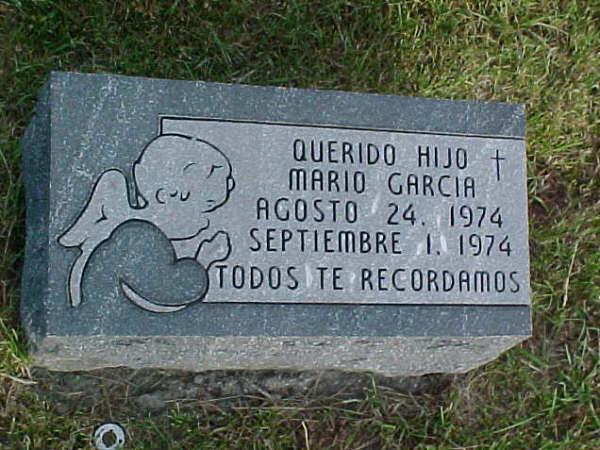 QUERIDO HIJO †
MARIO GARCIA
AGOSTO 24. 1974
SEPTIEMBRE 1. 1974
TODOS TE RECORDAMOS